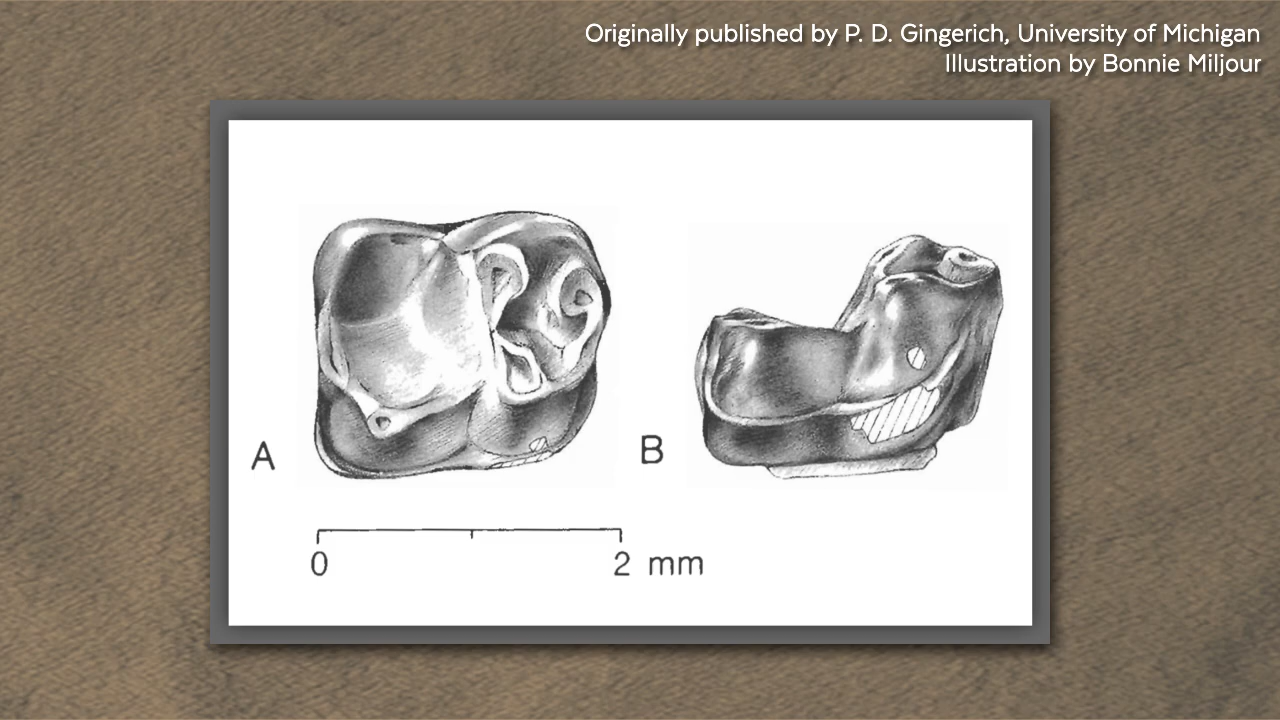 Originally published by P. D. Gingerich, University of Michigan
Illustration by Bonnie Miljour
A
B
0 2 mm